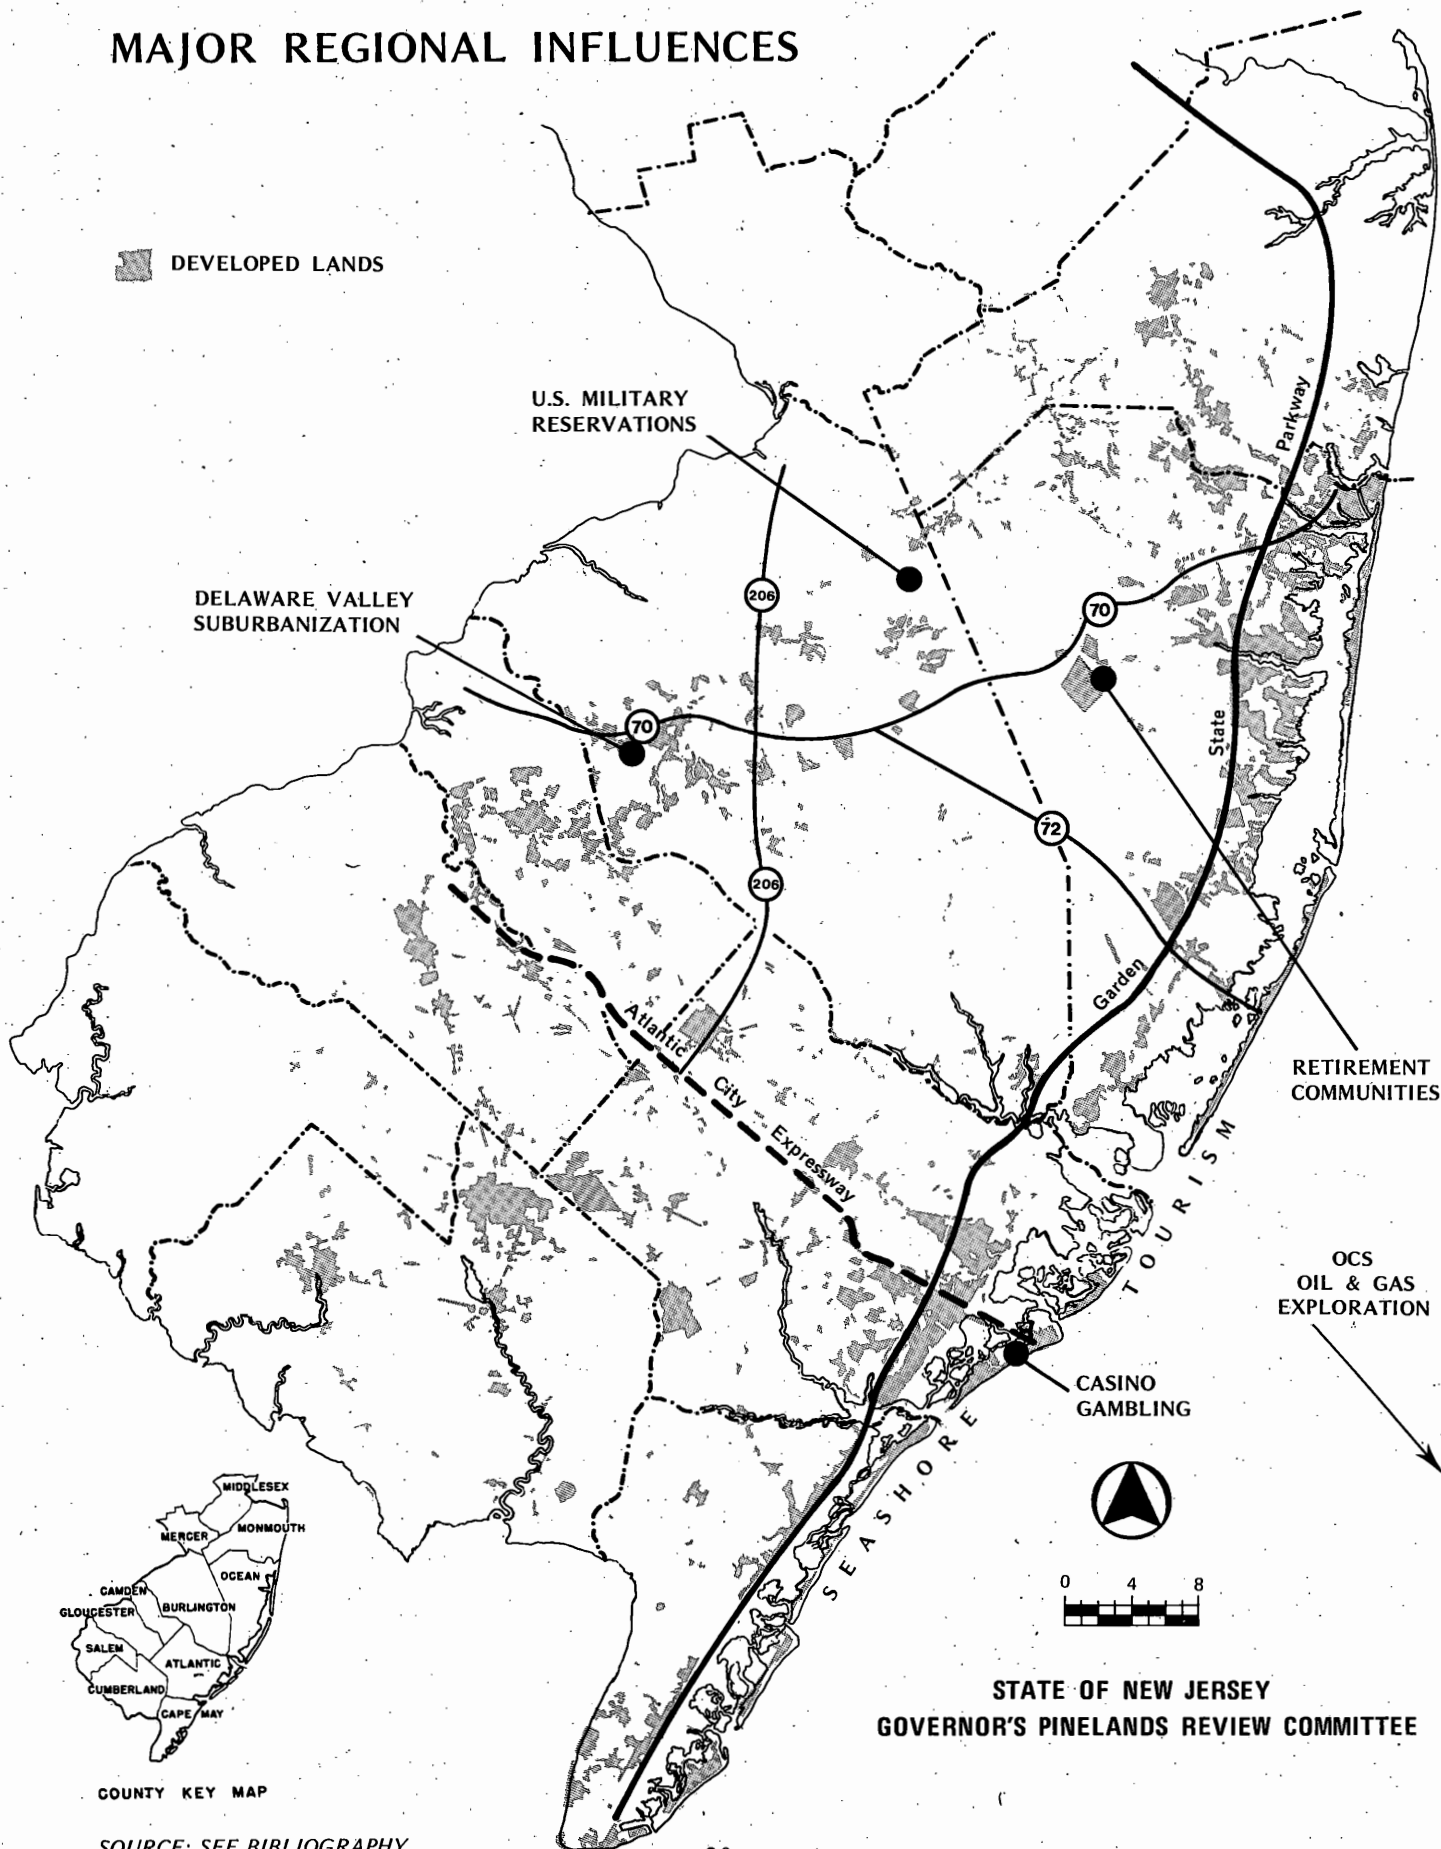 MAJOR REGIONAL INFLUENCES
DEVELOPED LANDS
U.S. MILITARY
RESERVATIONS
Parkway
206
DELAWARE VALLEY
SUBURBANIZATION
70
70
State
72
206
Garden
Atlantic
City
Expressway
RETIREMENT
COMMUNITIES
TOURISM
OCS
OIL & GAS
EXPLORATION
CASINO
GAMBLING
SEASHORE
MIDDLESEX
MERCER
MONMOUTH
OCEAN
CAMDEN
GLOUCESTER
BURLINGTON
SALEM
ATLANTIC
CUMBERLAND
CAPE MAY
COUNTY KEY MAP
0 4 8
STATE OF NEW JERSEY
GOVERNOR'S PINELANDS REVIEW COMMITTEE
SOURCE: SEE BIBLIOGRAPHY